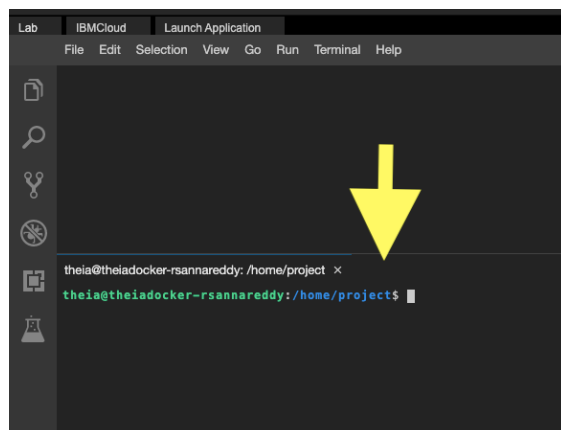 Lab IBMCloud Launch Application
File Edit Selection View Go Run Terminal Help
theia@theiadocker-rsannareddy: /home/project ×
theia@theiadocker-rsannareddy:/home/project$